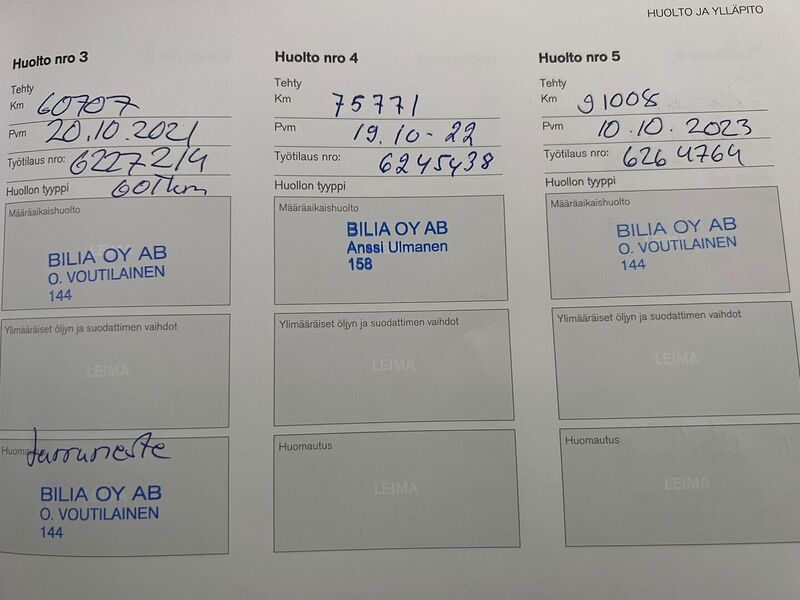 HUOLTO JA YLLÄPITO
Huolto nro 3
Tehty
Km 60707
Pvm 20.10.2021
Työtilaus nro: 6227214
Huollon tyyppi 60Tkm
Määräaikaishuolto
BILIA OY AB
O. VOUTILAINEN
144
Ylimääräiset öljyn ja suodattimen vaihdot
LEIMA
Huomautus Jarruneste
BILIA OY AB
O. VOUTILAINEN
144
Huolto nro 4
Tehty
Km 75771
Pvm 19.10-22
Työtilaus nro: 6245438
Huollon tyyppi
Määräaikaishuolto
BILIA OY AB
Anssi Ulmanen
158
Ylimääräiset öljyn ja suodattimen vaihdot
LEIMA
Huomautus
LEIMA
Huolto nro 5
Tehty
Km 91008
Pvm 10.10.2023
Työtilaus nro: 6264764
Huollon tyyppi
Määräaikaishuolto
BILIA OY AB
O. VOUTILAINEN
144
Ylimääräiset öljyn ja suodattimen vaihdot
LEIMA
Huomautus
LEIMA